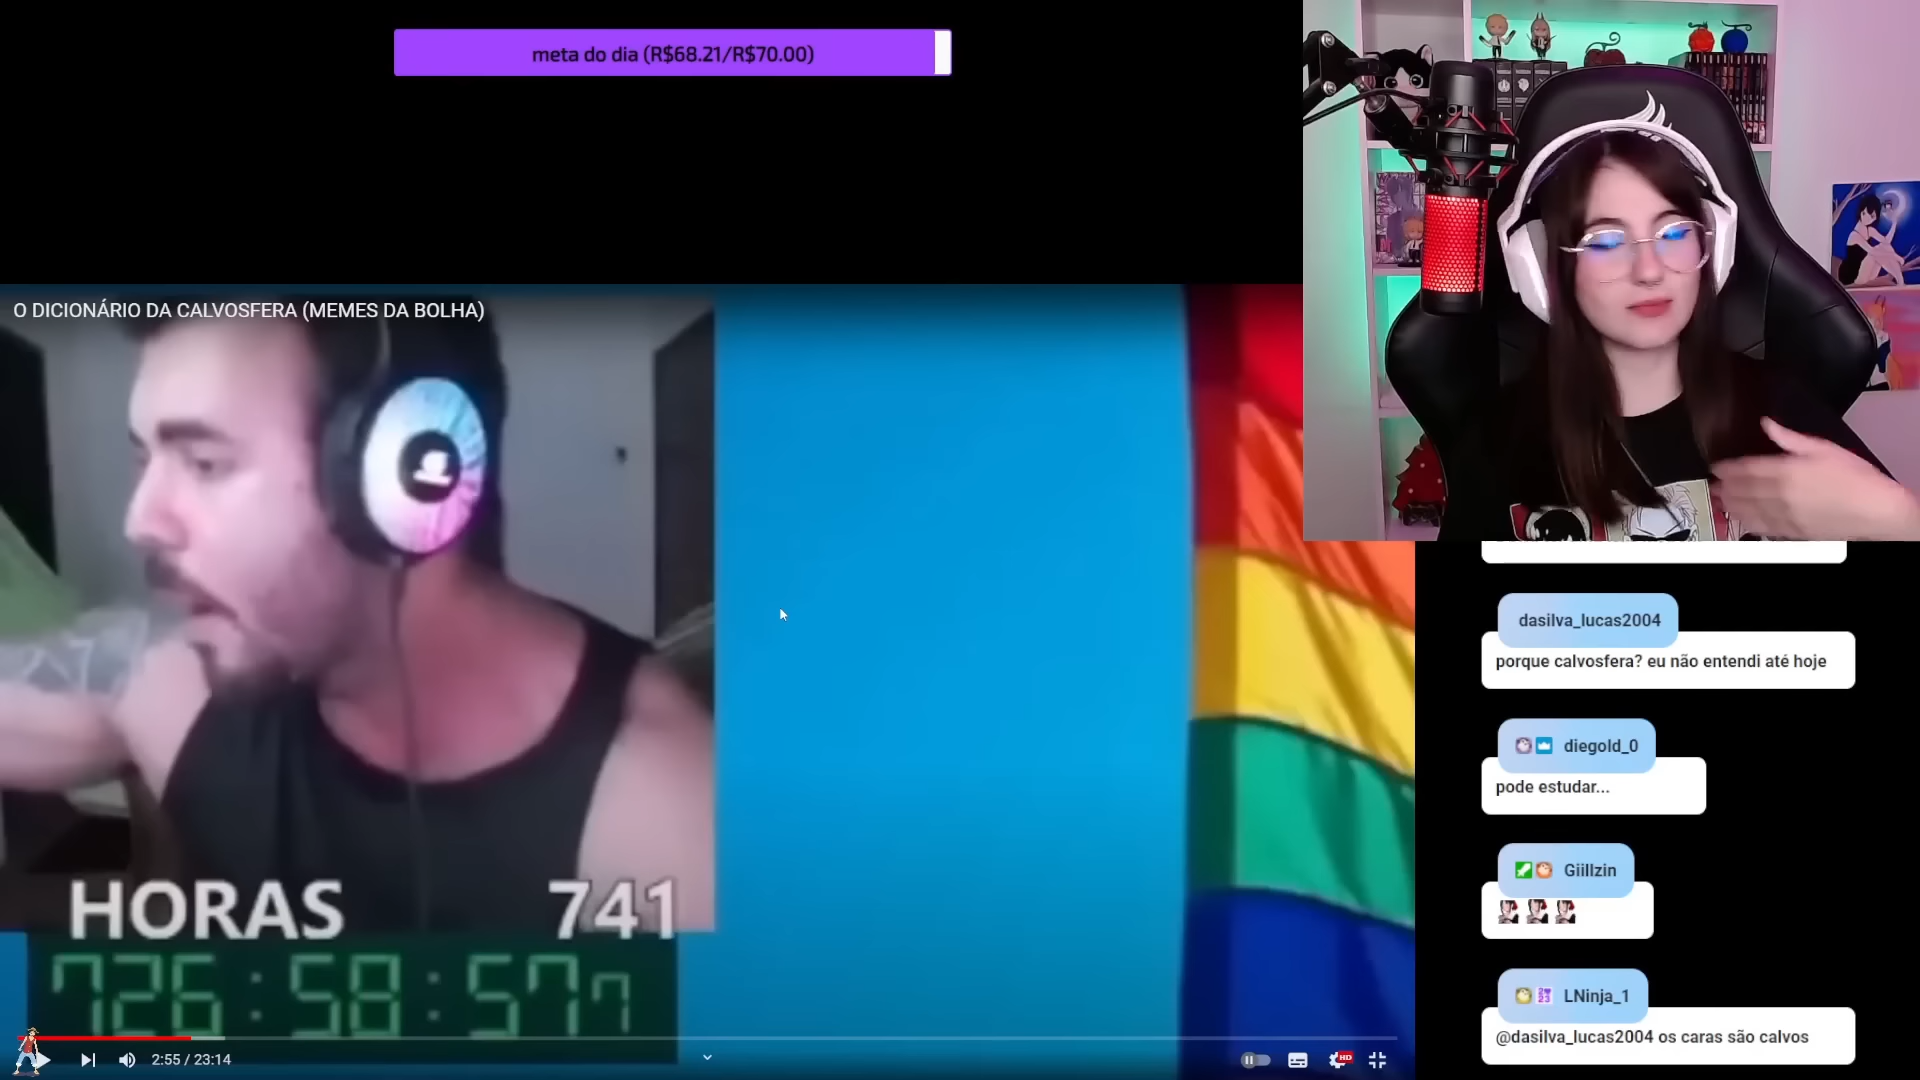 meta do dia (R$68.21/R$70.00)
O DICIONÁRIO DA CALVOSFERA (MEMES DA BOLHA)
HORAS 741
726:58:577
2:55 / 23:14
HD
dasilva_lucas2004
porque calvosfera? eu não entendi até hoje
diegold_0
pode estudar...
Giillzin
LNinja_1
@dasilva_lucas2004 os caras são calvos